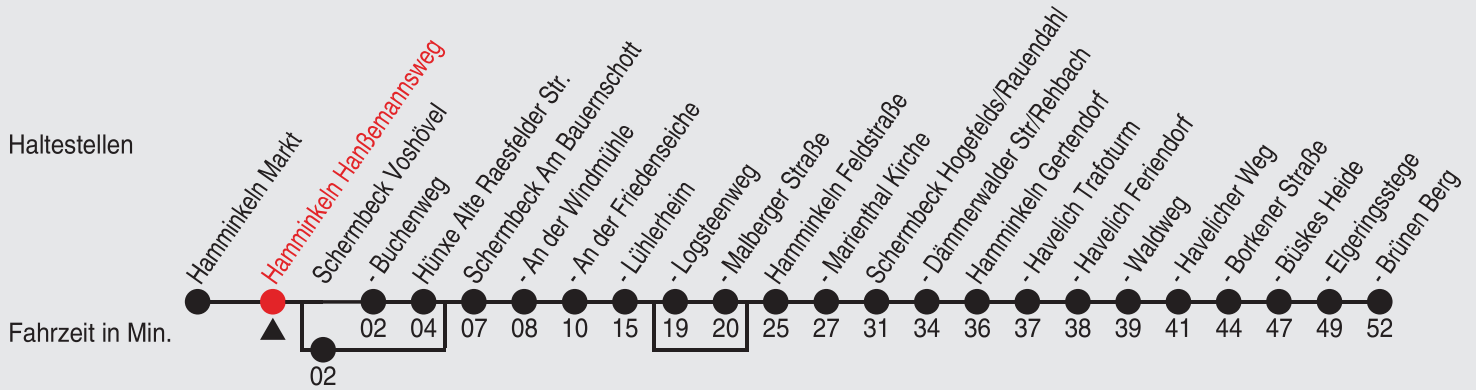 Haltestellen
Hamminkeln Markt
Hamminkeln Hanßemannsweg
Schermbeck Voshövel
- Buchenweg
Hünxe Alte Raesfelder Str.
Schermbeck Am Bauernschott
- An der Windmühle
- An der Friedenseiche
- Lühlerheim
- Logsteenweg
- Malberger Straße
Hamminkeln Feldstraße
- Marienthal Kirche
Schermbeck Hogefelds/Rauendahl
- Dämmerwalder Str/Rehbach
Hamminkeln Gertendorf
- Havelich Trafoturm
- Havelich Feriendorf
- Waldweg
- Havelicher Weg
- Borkener Straße
- Büskes Heide
- Elgeringsstege
- Brünen Berg
Fahrzeit in Min.
02 04 07 08 10 15 19 20 25 27 31 34 36 37 38 39 41 44 47 49 52
02